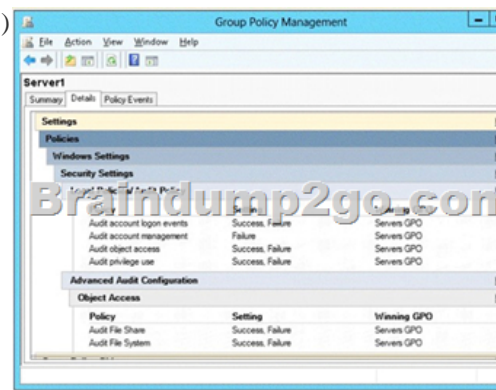 )
Group Policy Management
File Action View Window Help
Server1
Summary Details Policy Events
Settings
Policies
Windows Settings
Security Settings
Braindump2go.com
Audit account logon events Success, Failure Servers GPO
Audit account management Failure Servers GPO
Audit object access Success, Failure Servers GPO
Audit privilege use Success, Failure Servers GPO
Advanced Audit Configuration
Object Access
Policy Setting Winning GPO
Audit File Share Success, Failure Servers GPO
Audit File System Success, Failure Servers GPO